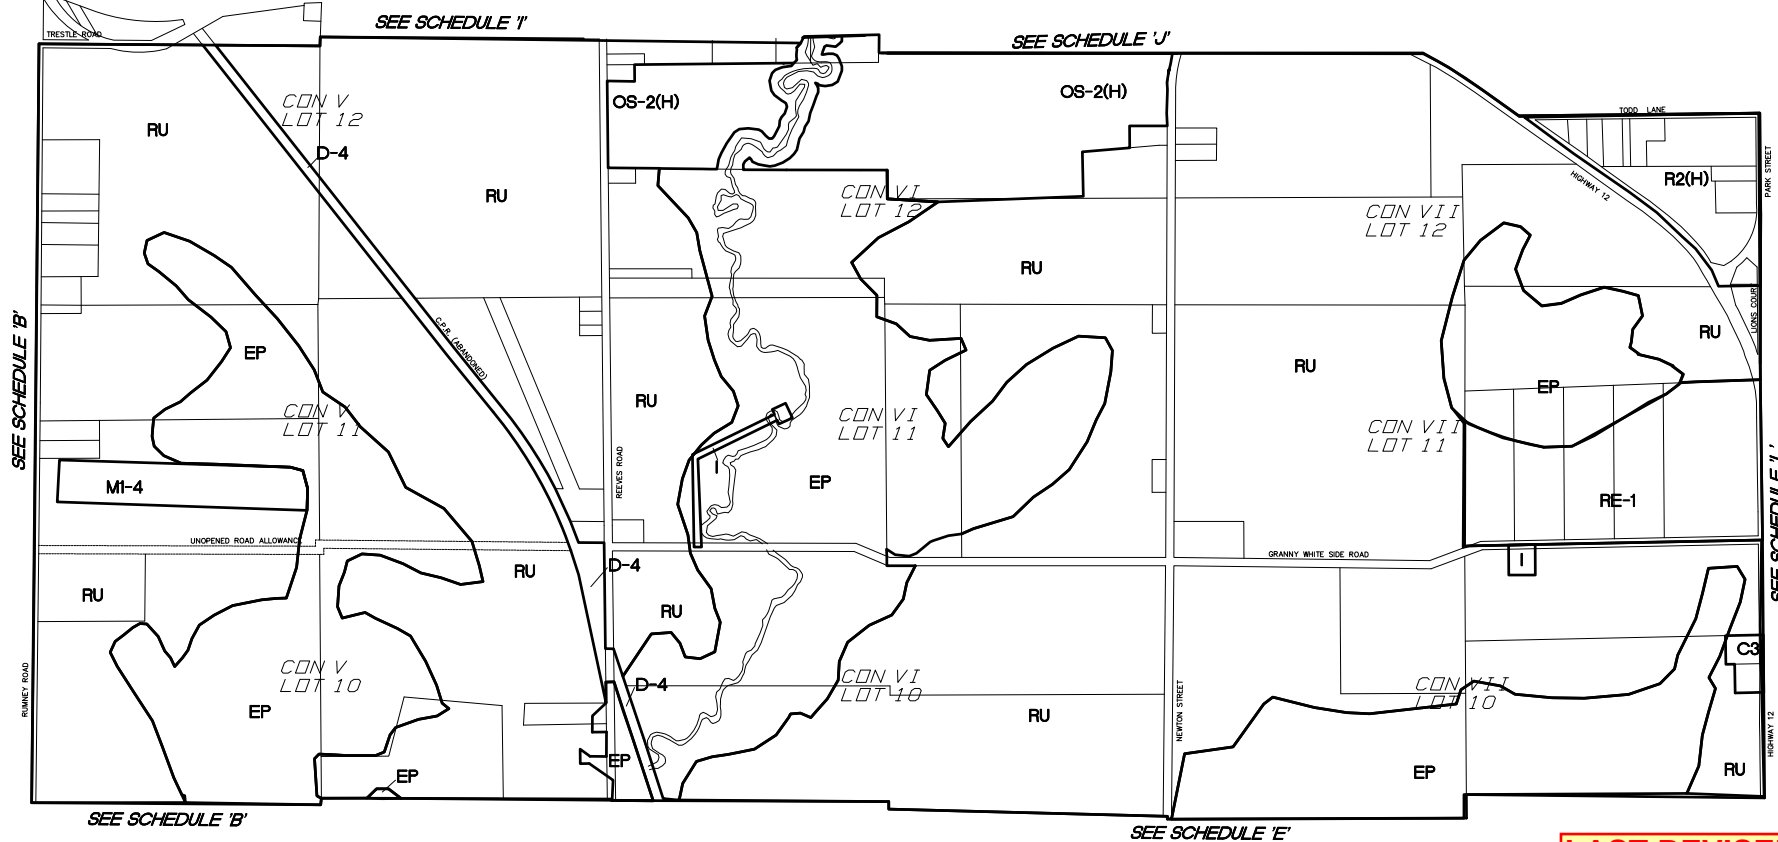 SEE SCHEDULE 'I'
SEE SCHEDULE 'J'
TRESTLE ROAD
TODD LANE
OS-2(H)
OS-2(H)
CON V
LOT 12
RU
D-4
PARK STREET
HIGHWAY 12
R2(H)
RU
CON VI
LOT 12
CON VII
LOT 12
RU
LIONS COURT
RU
SEE SCHEDULE 'B'
C.P.R. (ABANDONED)
EP
RU
EP
RU
CON V
LOT 11
CON VI
LOT 11
CON VII
LOT 11
REEVES ROAD
I
EP
M1-4
RE-1
SEE SCHEDULE 'L'
UNOPENED ROAD ALLOWANCE
GRANNY WHITE SIDE ROAD
I
RU
D-4
RU
RU
C3
CON V
LOT 10
CON VI
LOT 10
CON VII
LOT 10
D-4
RUMNEY ROAD
EP
RU
NEWTON STREET
HIGHWAY 12
EP
EP
EP
RU
SEE SCHEDULE 'B'
SEE SCHEDULE 'E'